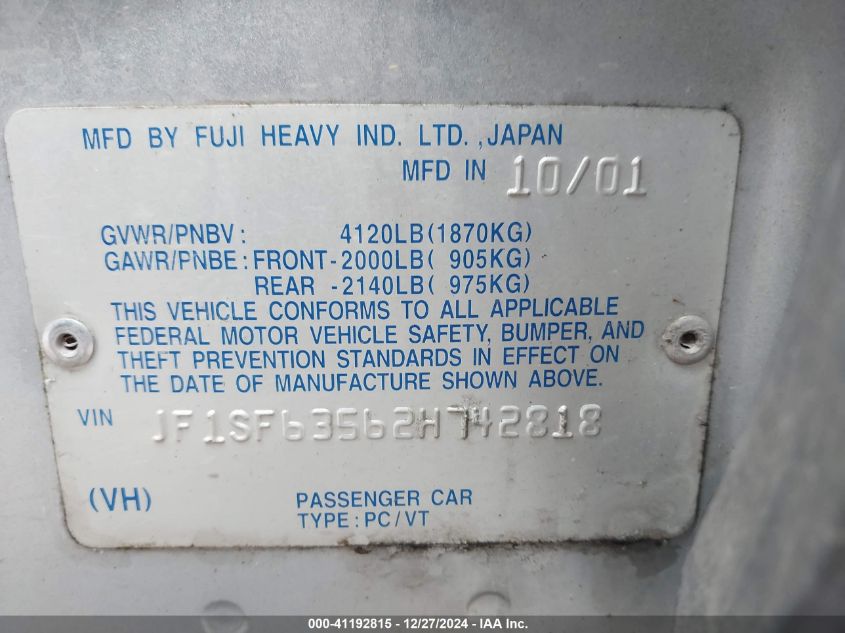 MFD BY FUJI HEAVY IND. LTD., JAPAN
MFD IN 10/01
GVWR/PNBV: 4120LB(1870KG)
GAWR/PNBE: FRONT-2000LB( 905KG)
REAR -2140LB( 975KG)
THIS VEHICLE CONFORMS TO ALL APPLICABLE
FEDERAL MOTOR VEHICLE SAFETY, BUMPER, AND
THEFT PREVENTION STANDARDS IN EFFECT ON
THE DATE OF MANUFACTURE SHOWN ABOVE.
VIN JF1SF63562H742818
(VH) PASSENGER CAR
TYPE: PC/VT
000-41192815 - 12/27/2024 - IAA Inc.